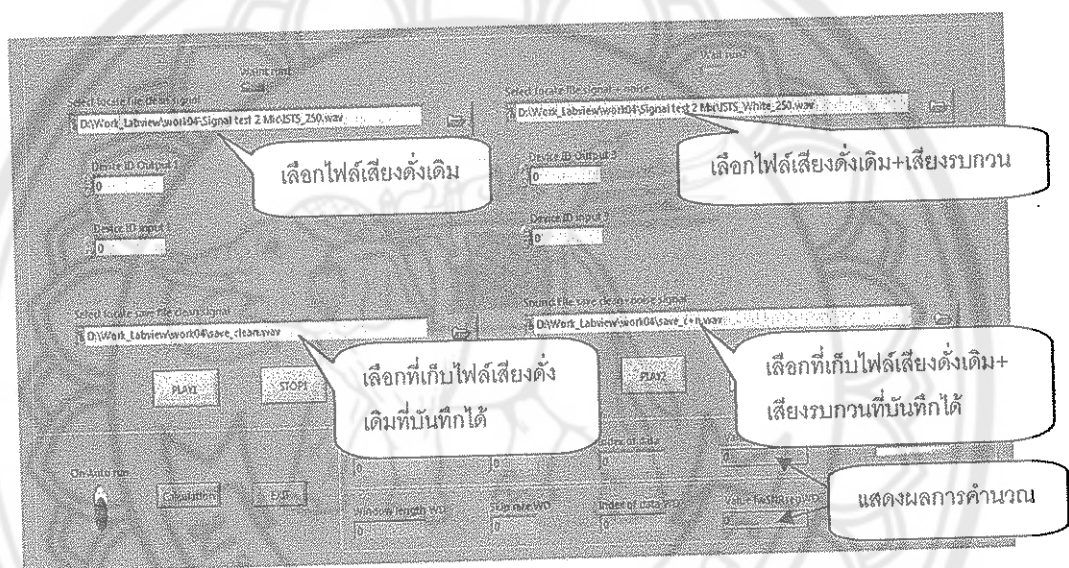 Select locate file clean signal
D:\Work_Labview\work04\Signal test 2 Mic\ISTS_250.wav
Select locate file signal + noise
D:\Work_Labview\work04\Signal test 2 Mic\ISTS_White_250.wav
เลือกไฟล์เสียงดั่งเดิม
เลือกไฟล์เสียงดั่งเดิม+เสียงรบกวน
Device ID Output 1
0
Device ID Output 3
0
Device ID input
0
Device ID input
0
Select locate save file clean signal
D:\Work_Labview\work04\save_clean.wav
Sound File save clean+noise signal
D:\Work_Labview\work04\save_c+n.wav
เลือกที่เก็บไฟล์เสียงดั่ง
เดิมที่บันทึกได้
เลือกที่เก็บไฟล์เสียงดั่งเดิม+
เสียงรบกวนที่บันทึกได้
PLAY1
STOP1
PLAY2
On-Auto run
Calculation
EXIT
0
0
Index of data
0
0
Window length WD
0
Skip rate WD
0
Index of data WD
0
0
แสดงผลการคำนวณ